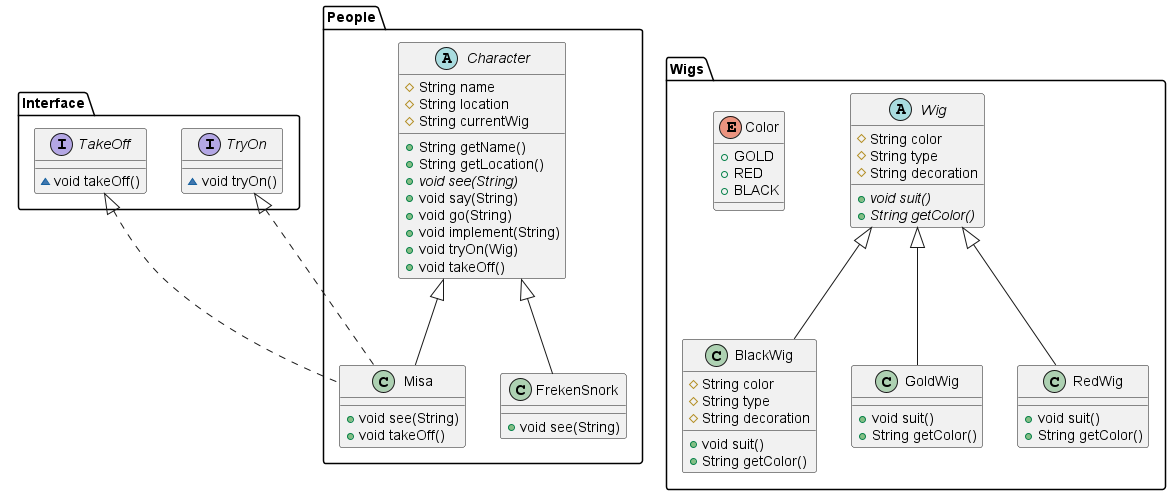 Interface
I TakeOff
void takeOff()
I TryOn
void tryOn()
People
A Character
String name
String location
String currentWig
String getName()
String getLocation()
void see(String)
void say(String)
void go(String)
void implement(String)
void tryOn(Wig)
void takeOff()
C Misa
void see(String)
void takeOff()
C FrekenSnork
void see(String)
Wigs
E Color
GOLD
RED
BLACK
A Wig
String color
String type
String decoration
void suit()
String getColor()
C BlackWig
String color
String type
String decoration
void suit()
String getColor()
C GoldWig
void suit()
String getColor()
C RedWig
void suit()
String getColor()